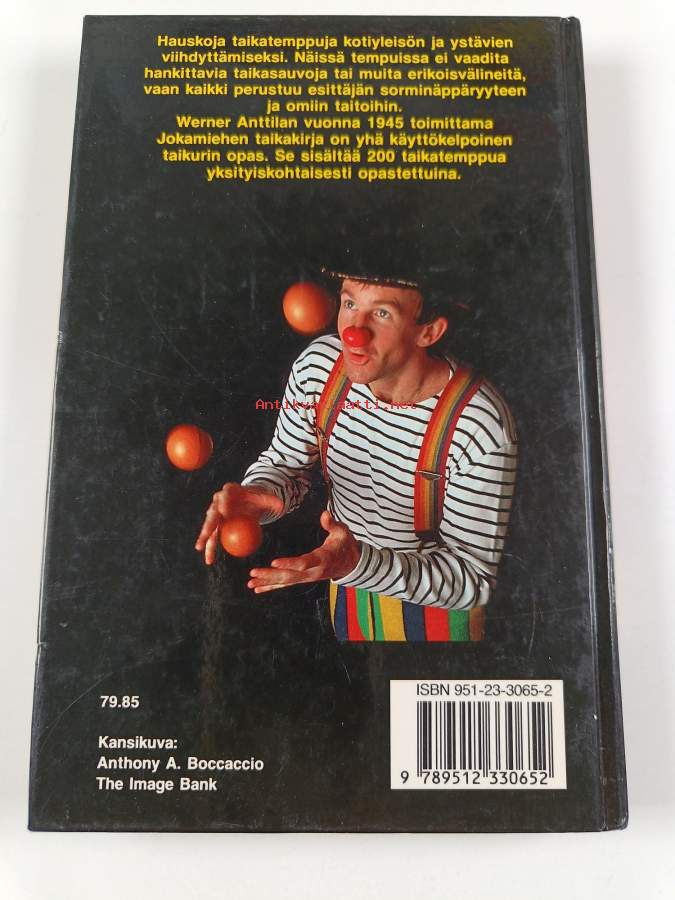 Hauskoja taikatemppuja kotiyleisön ja ystävien
viihdyttämiseksi. Näissä tempuissa ei vaadita
hankittavia taikasauvoja tai muita erikoisvälineitä,
vaan kaikki perustuu esittäjän sorminäppäryyteen
ja omiin taitoihin.
Werner Anttilan vuonna 1945 toimittama
Jokamiehen taikakirja on yhä käyttökelpoinen
taikurin opas. Se sisältää 200 taikatemppua
yksityiskohtaisesti opastettuina.
Antikvariaatti.net
79.85
Kansikuva:
Anthony A. Boccaccio
The Image Bank
ISBN 951-23-3065-2
9 789512 330652